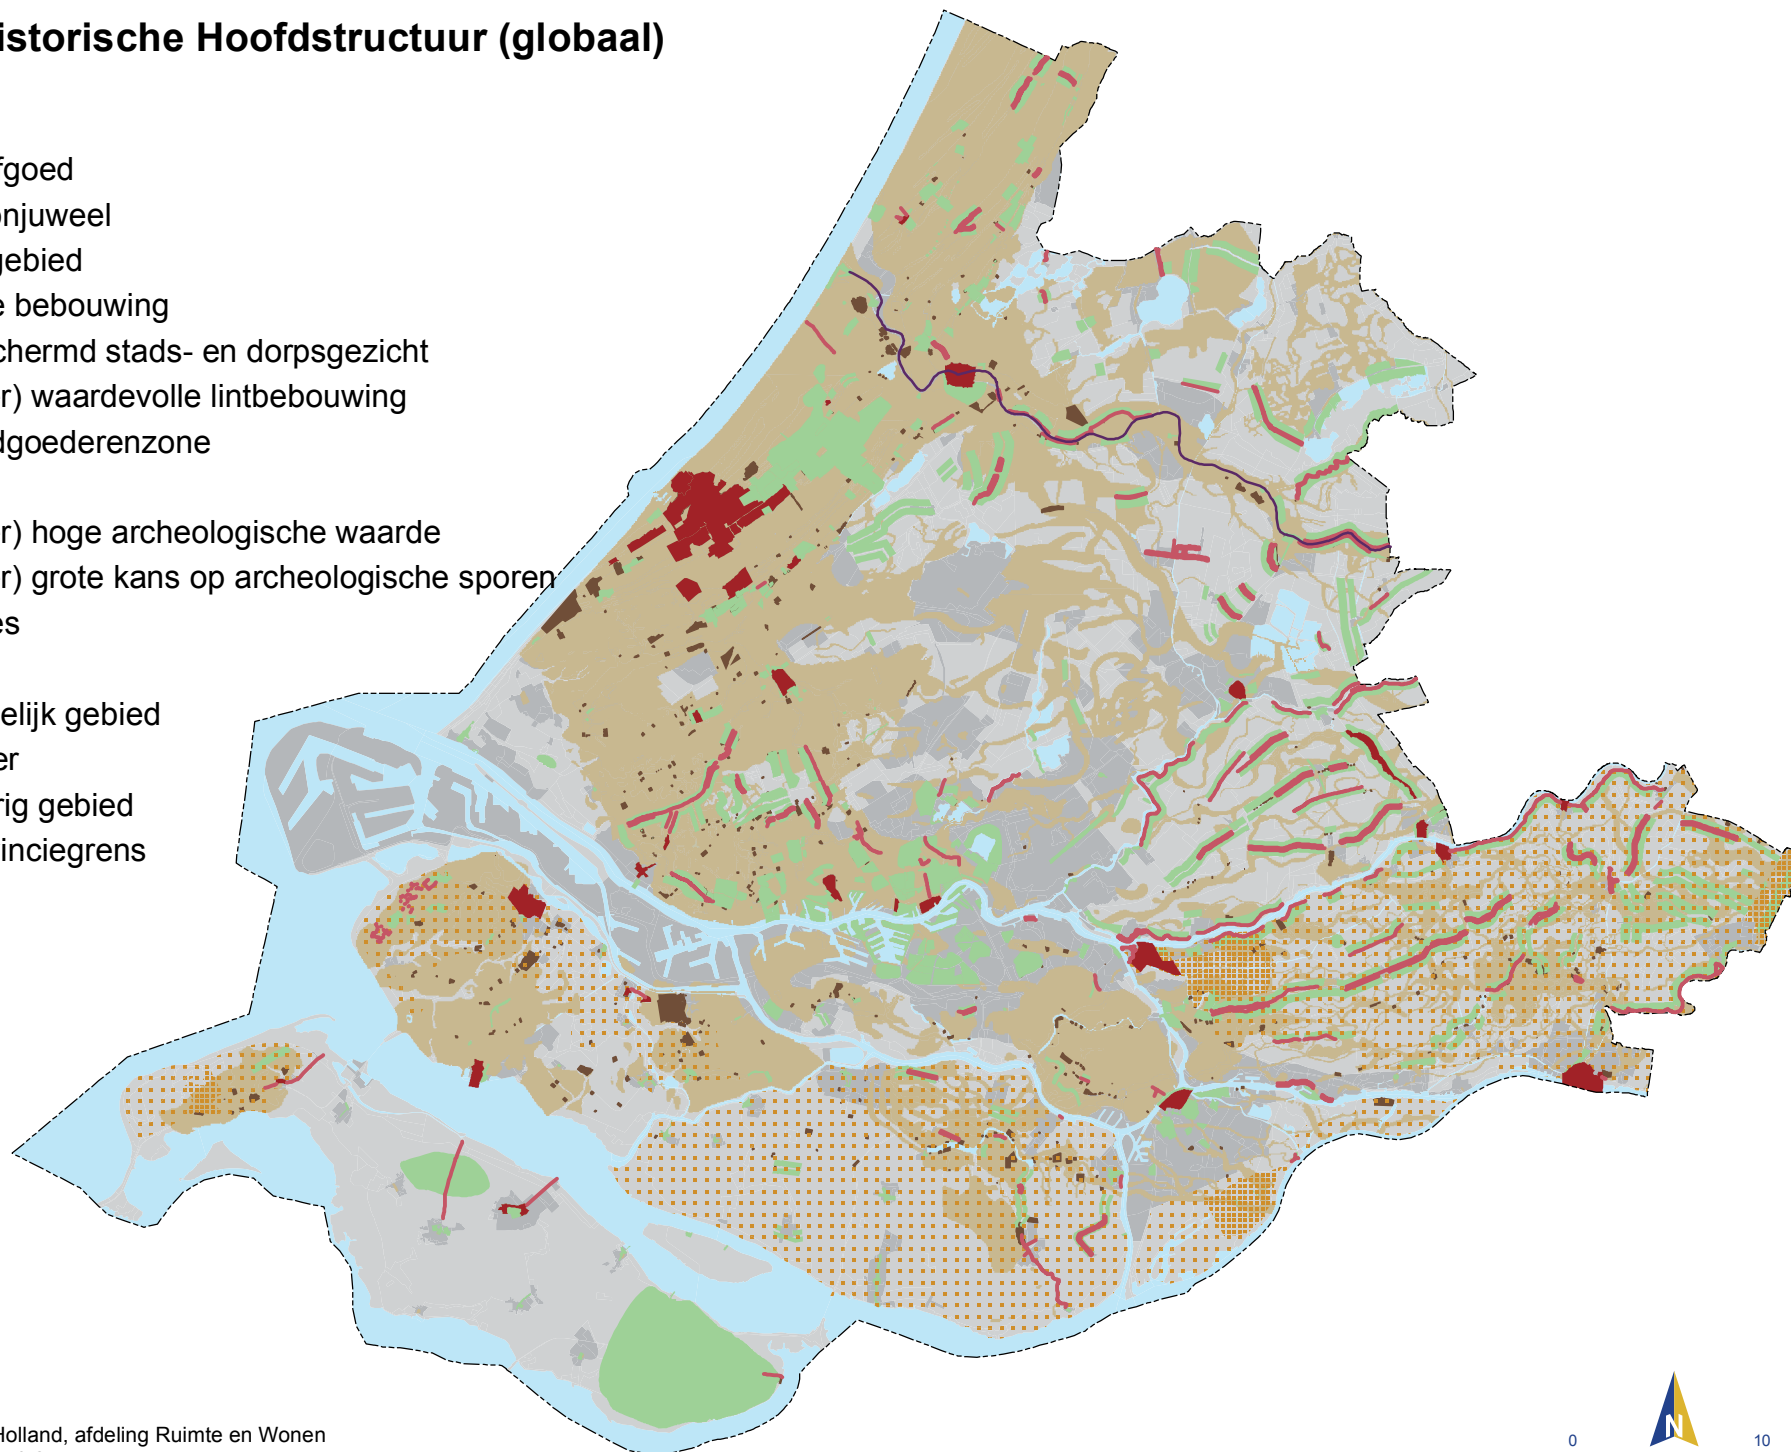 istorische Hoofdstructuur (globaal)
fgoed
onjuweel
gebied
e bebouwing
chermd stads- en dorpsgezicht
r) waardevolle lintbebouwing
dgoederenzone
r) hoge archeologische waarde
r) grote kans op archeologische sporen
es
elijk gebied
er
rig gebied
inciegrens
Holland, afdeling Ruimte en Wonen
N
0 10